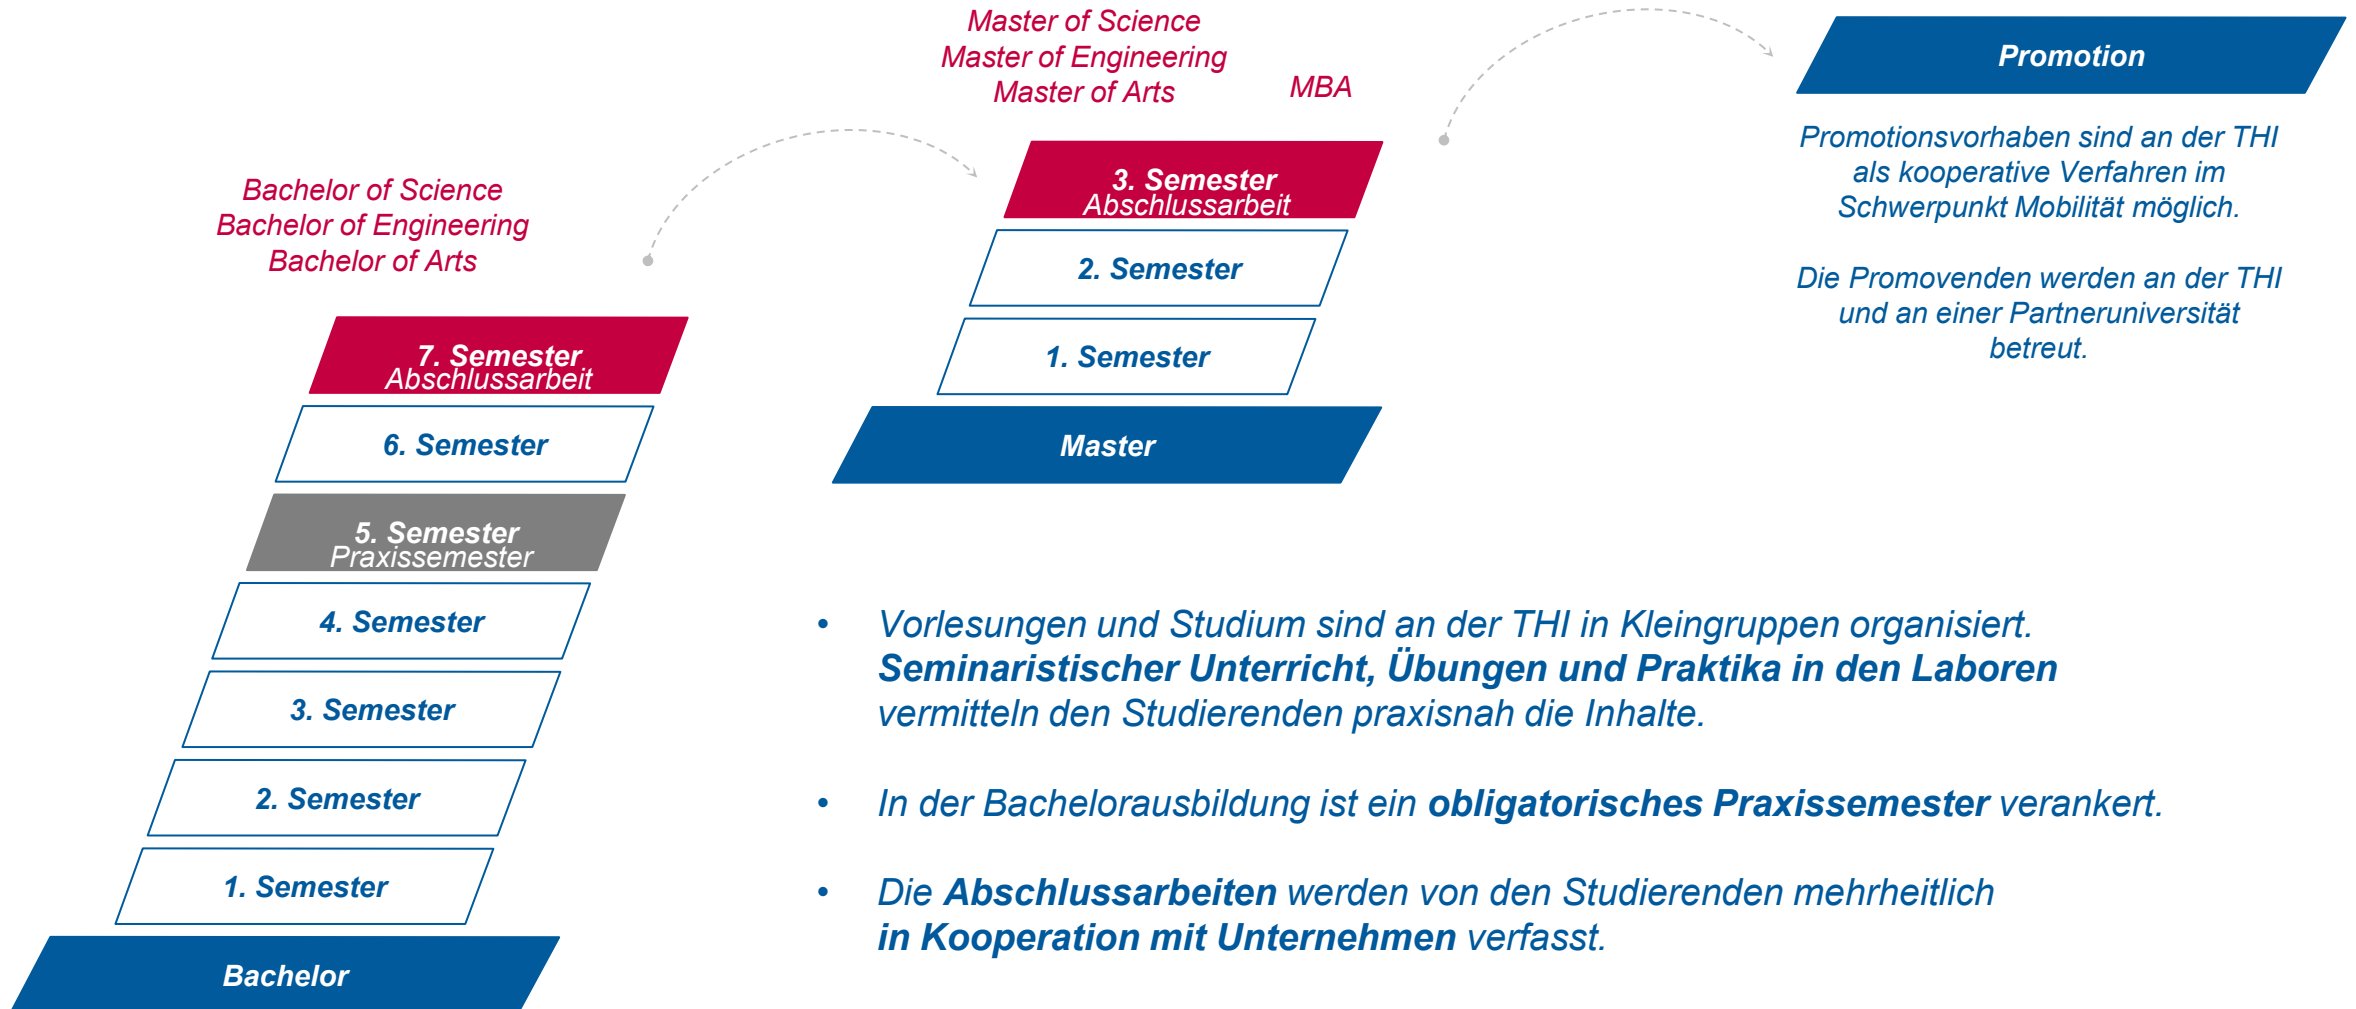 Master of Science
Master of Engineering
Master of Arts
MBA
Promotion
Promotionsvorhaben sind an der THI
als kooperative Verfahren im
Schwerpunkt Mobilität möglich.
Die Promovenden werden an der THI
und an einer Partneruniversität
betreut.
Bachelor of Science
Bachelor of Engineering
Bachelor of Arts
3. Semester
Abschlussarbeit
2. Semester
1. Semester
Master
7. Semester
Abschlussarbeit
6. Semester
5. Semester
Praxissemester
4. Semester
3. Semester
2. Semester
1. Semester
Bachelor
• Vorlesungen und Studium sind an der THI in Kleingruppen organisiert.
Seminaristischer Unterricht, Übungen und Praktika in den Laboren
vermitteln den Studierenden praxisnah die Inhalte.
• In der Bachelorausbildung ist ein obligatorisches Praxissemester verankert.
• Die Abschlussarbeiten werden von den Studierenden mehrheitlich
in Kooperation mit Unternehmen verfasst.